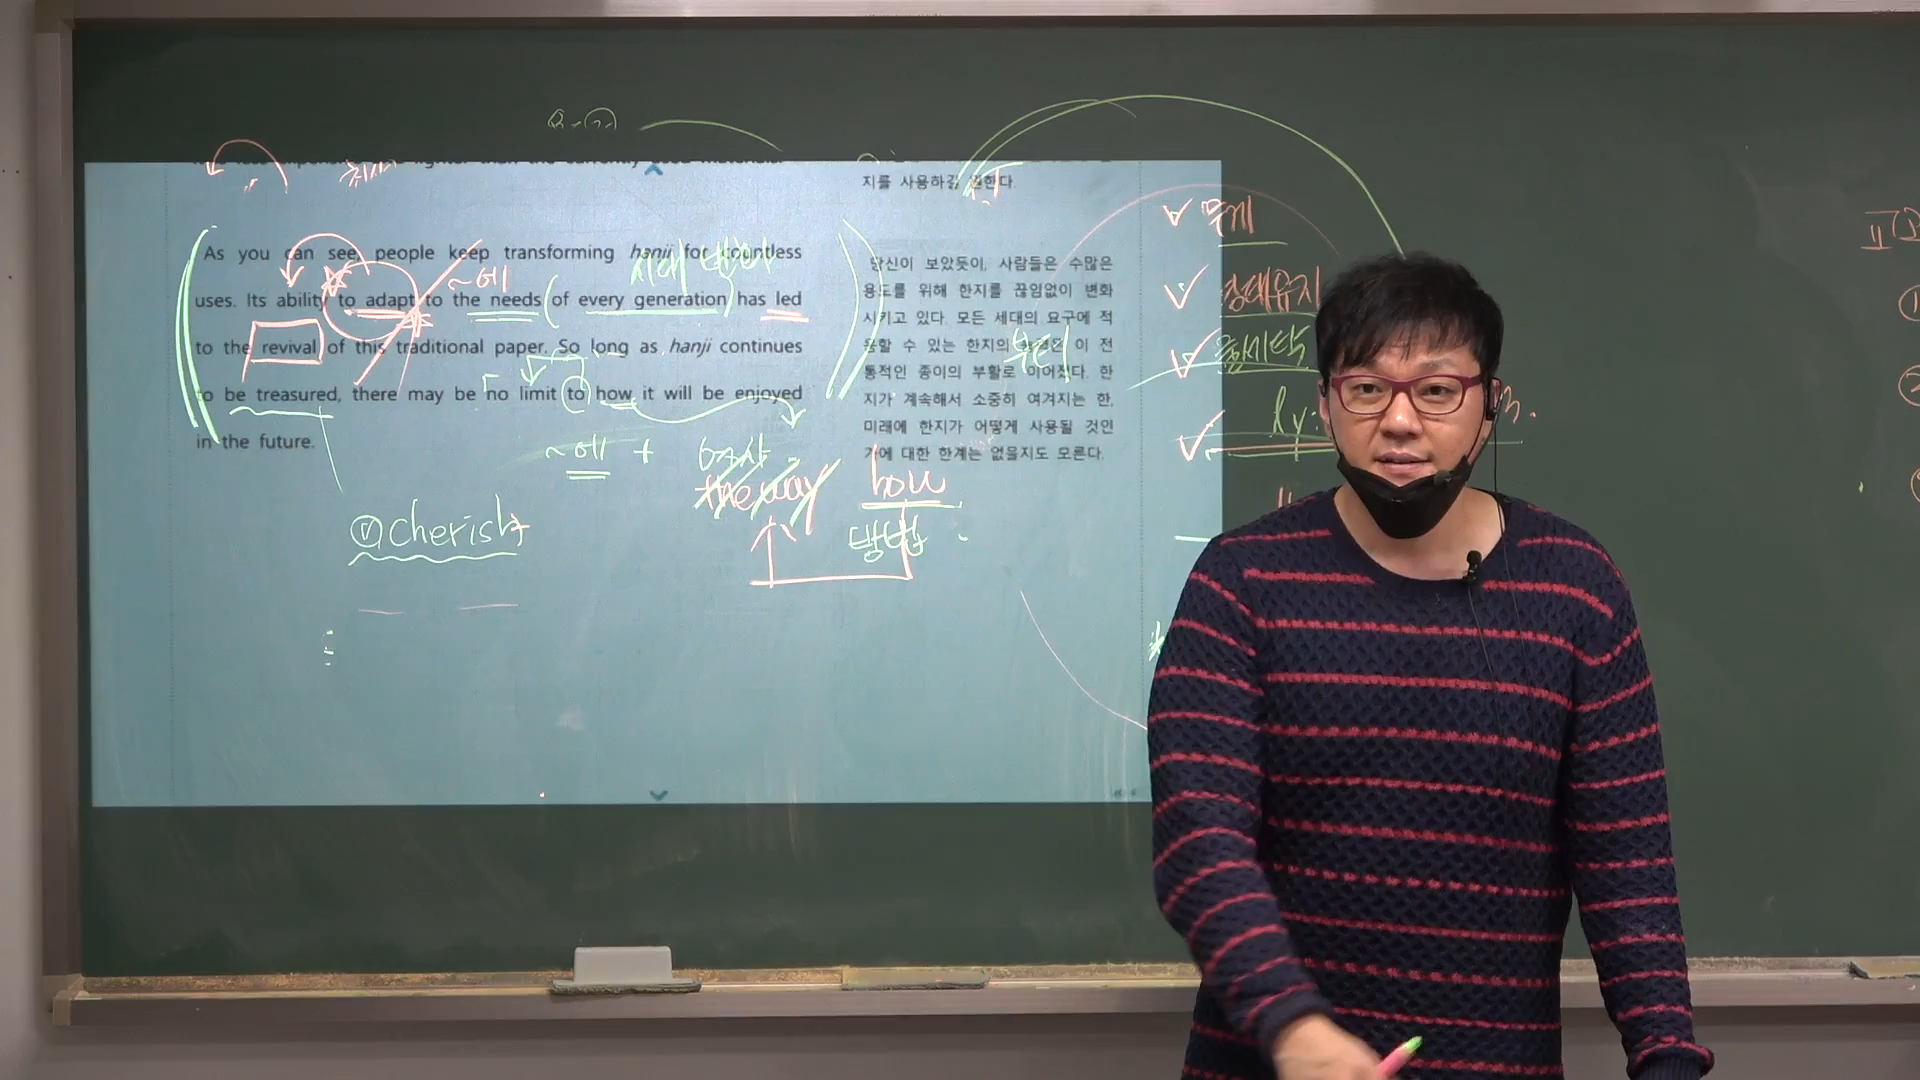 지를 사용하길 원한다.
As you can see, people keep transforming hanji for countless
uses. Its ability to adapt to the needs of every generation has led
to the revival of this traditional paper. So long as hanji continues
to be treasured, there may be no limit to how it will be enjoyed
in the future.
당신이 보았듯이, 사람들은 수많은
용도를 위해 한지를 끊임없이 변화
시키고 있다. 모든 세대의 요구에 적
응할 수 있는 한지의 이 전
통적인 종이의 부활로 이어졌다. 한
지가 계속해서 소중히 여겨지는 한,
미래에 한지가 어떻게 사용될 것인
가에 대한 한계는 없을지도 모른다.
~에
시대
부터
~에 +
the way
how
방법
cherish
무게
형태유지
ly